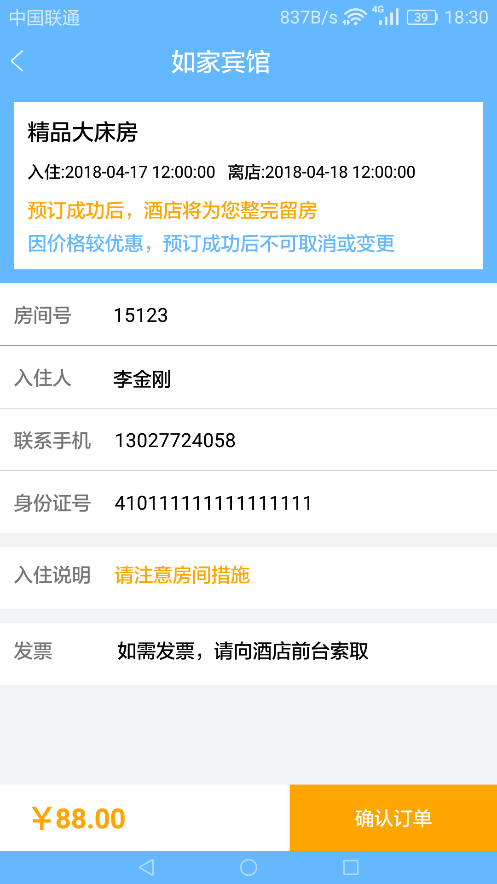 中国联通 837B/s 4G 39 18:30
如家宾馆
精品大床房
入住:2018-04-17 12:00:00 离店:2018-04-18 12:00:00
预订成功后，酒店将为您整完留房
因价格较优惠，预订成功后不可取消或变更
房间号 15123
入住人 李金刚
联系手机 13027724058
身份证号 410111111111111111
入住说明 请注意房间措施
发票 如需发票，请向酒店前台索取
￥88.00 确认订单